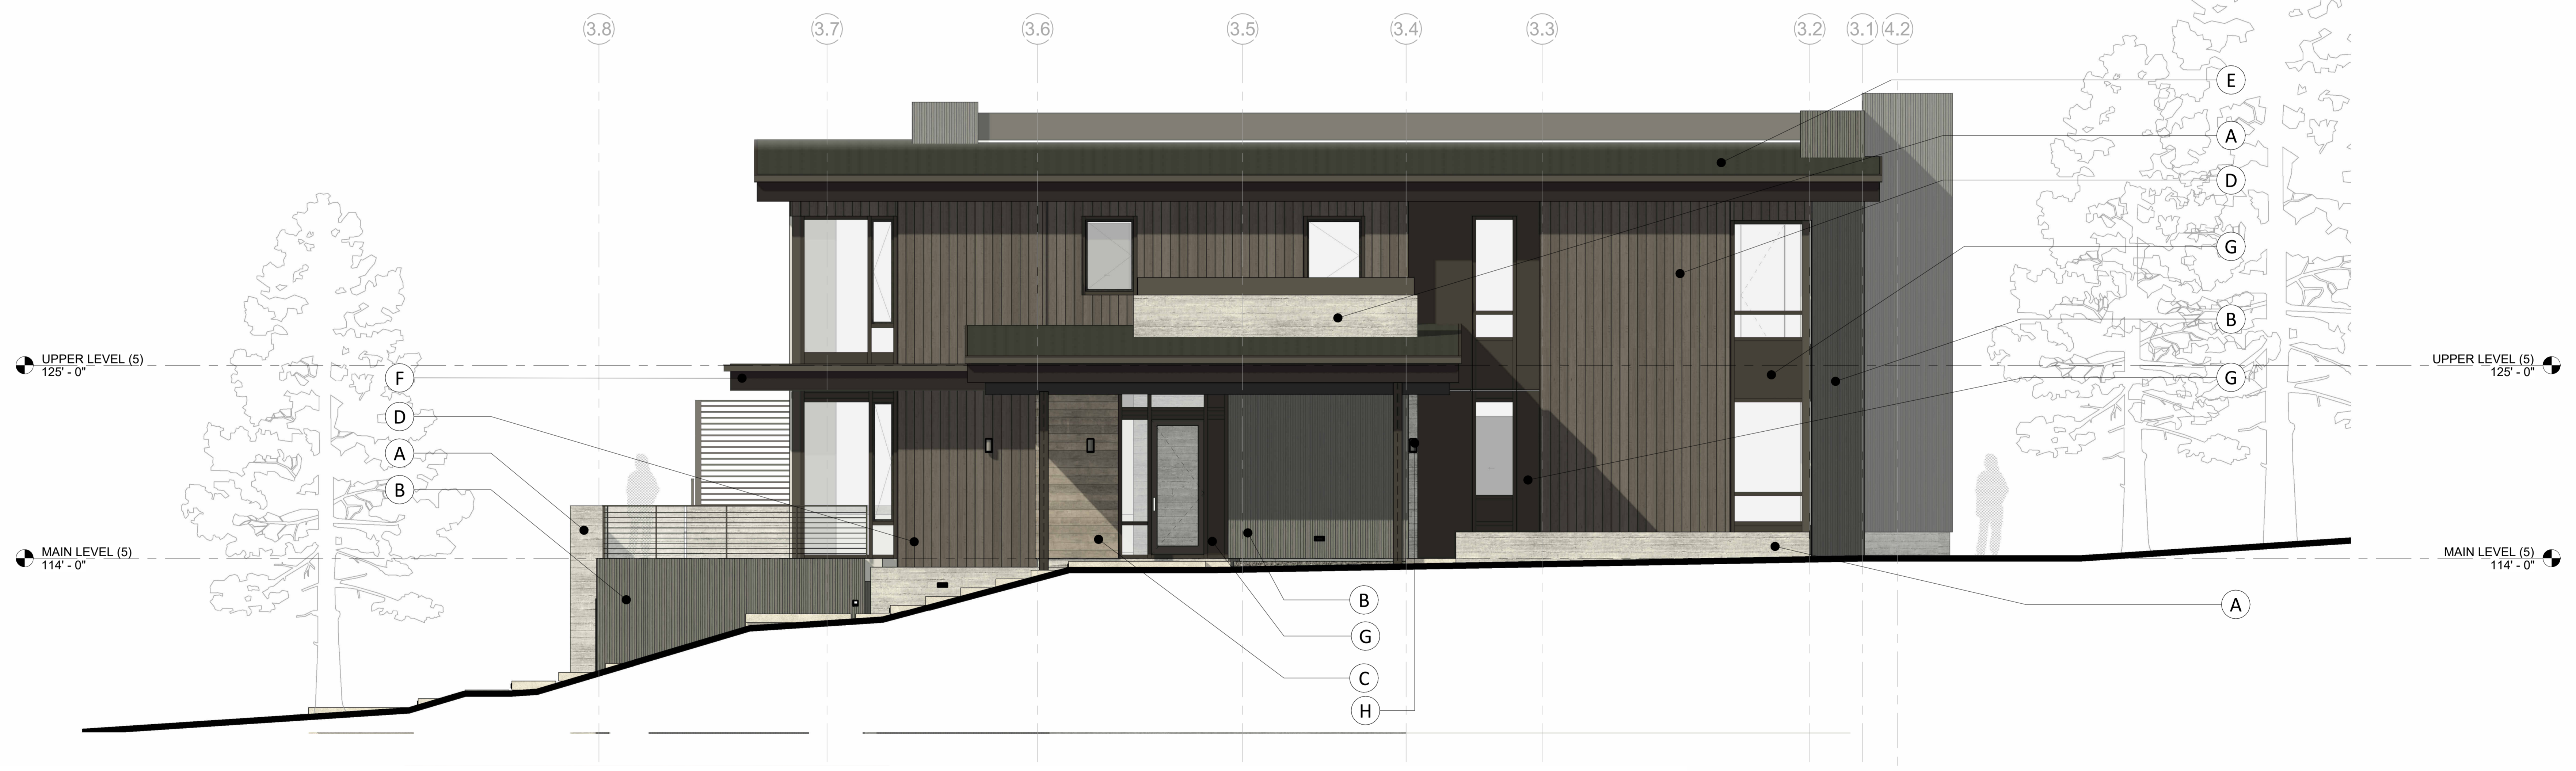 (3.8) (3.7) (3.6) (3.5) (3.4) (3.3) (3.2) (3.1) (4.2)
E
A
D
G
B
G
UPPER LEVEL (5)
125' - 0"
UPPER LEVEL (5)
125' - 0"
F
D
A
B
MAIN LEVEL (5)
114' - 0"
MAIN LEVEL (5)
114' - 0"
B
A
G
C
H